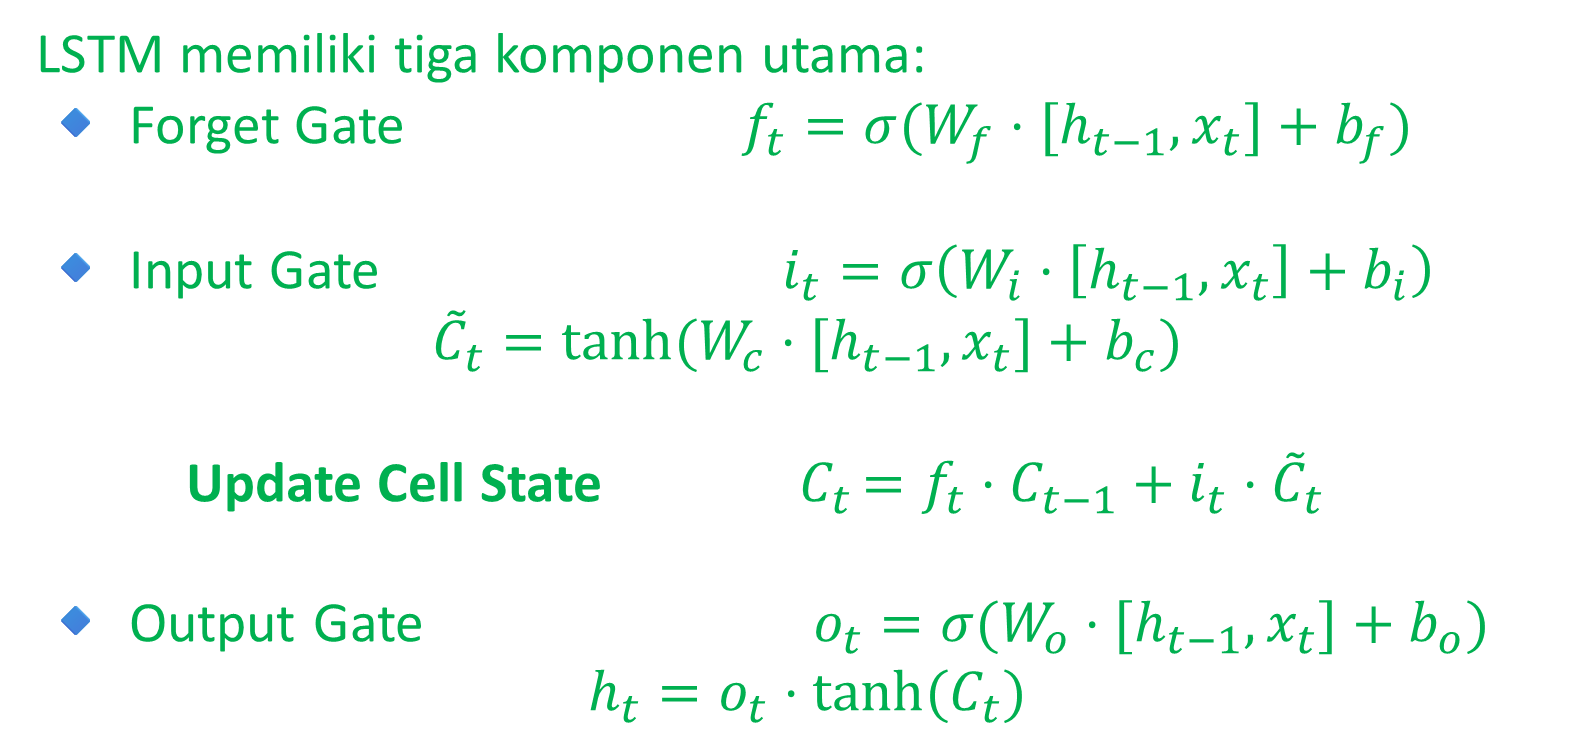 LSTM memiliki tiga komponen utama:
Forget Gate f_t = σ(W_f · [h_{t−1}, x_t] + b_f)
Input Gate i_t = σ(W_i · [h_{t−1}, x_t] + b_i)
C̃_t = tanh(W_c · [h_{t−1}, x_t] + b_c)
Update Cell State C_t = f_t · C_{t−1} + i_t · C̃_t
Output Gate o_t = σ(W_o · [h_{t−1}, x_t] + b_o)
h_t = o_t · tanh(C_t)